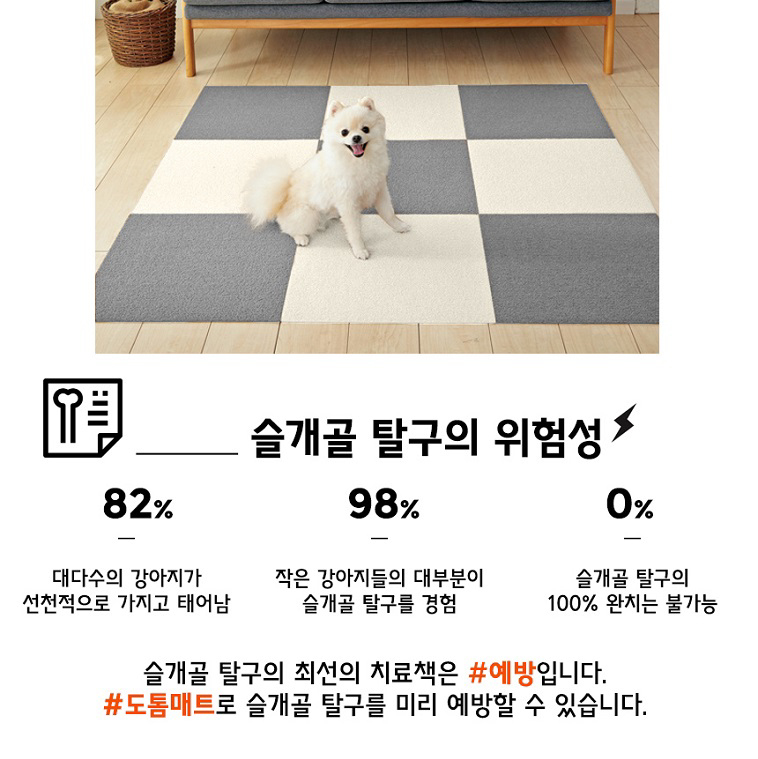 슬개골 탈구의 위험성
82%
98%
0%
대다수의 강아지가
선천적으로 가지고 태어남
작은 강아지들의 대부분이
슬개골 탈구를 경험
슬개골 탈구의
100% 완치는 불가능
슬개골 탈구의 최선의 치료책은 #예방입니다.
#도톰매트로 슬개골 탈구를 미리 예방할 수 있습니다.